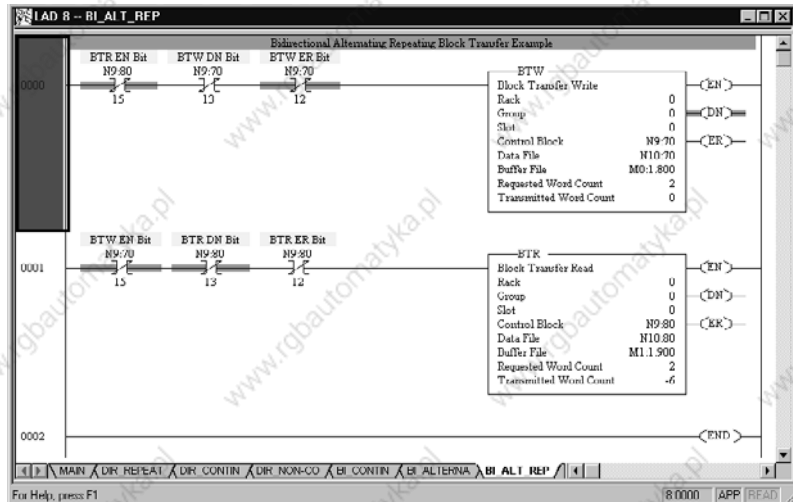 LAD 8 -- BI_ALT_REP
Bidirectional Alternating Repeating Block Transfer Example
BTR EN Bit BTW DN Bit BTW ER Bit
N9:80 N9:70 N9:70
0000
15 13 12
BTW
Block Transfer Write
Rack 0
Group 0
Slot 0
Control Block N9:70
Data File N10:70
Buffer File M0:1.800
Requested Word Count 2
Transmitted Word Count 0
EN
DN
ER
BTW EN Bit BTR DN Bit BTR ER Bit
N9:70 N9:80 N9:80
0001
15 13 12
BTR
Block Transfer Read
Rack 0
Group 0
Slot 0
Control Block N9:80
Data File N10:80
Buffer File M1:1.900
Requested Word Count 2
Transmitted Word Count -6
EN
DN
ER
0002
END
MAIN DIR_REPEAT DIR_CONTIN DIR_NON-CO BI_CONTIN BI_ALTERNA BI_ALT_REP
For Help, press F1
8:0000 APP READ
www.rgbautomatyka.pl